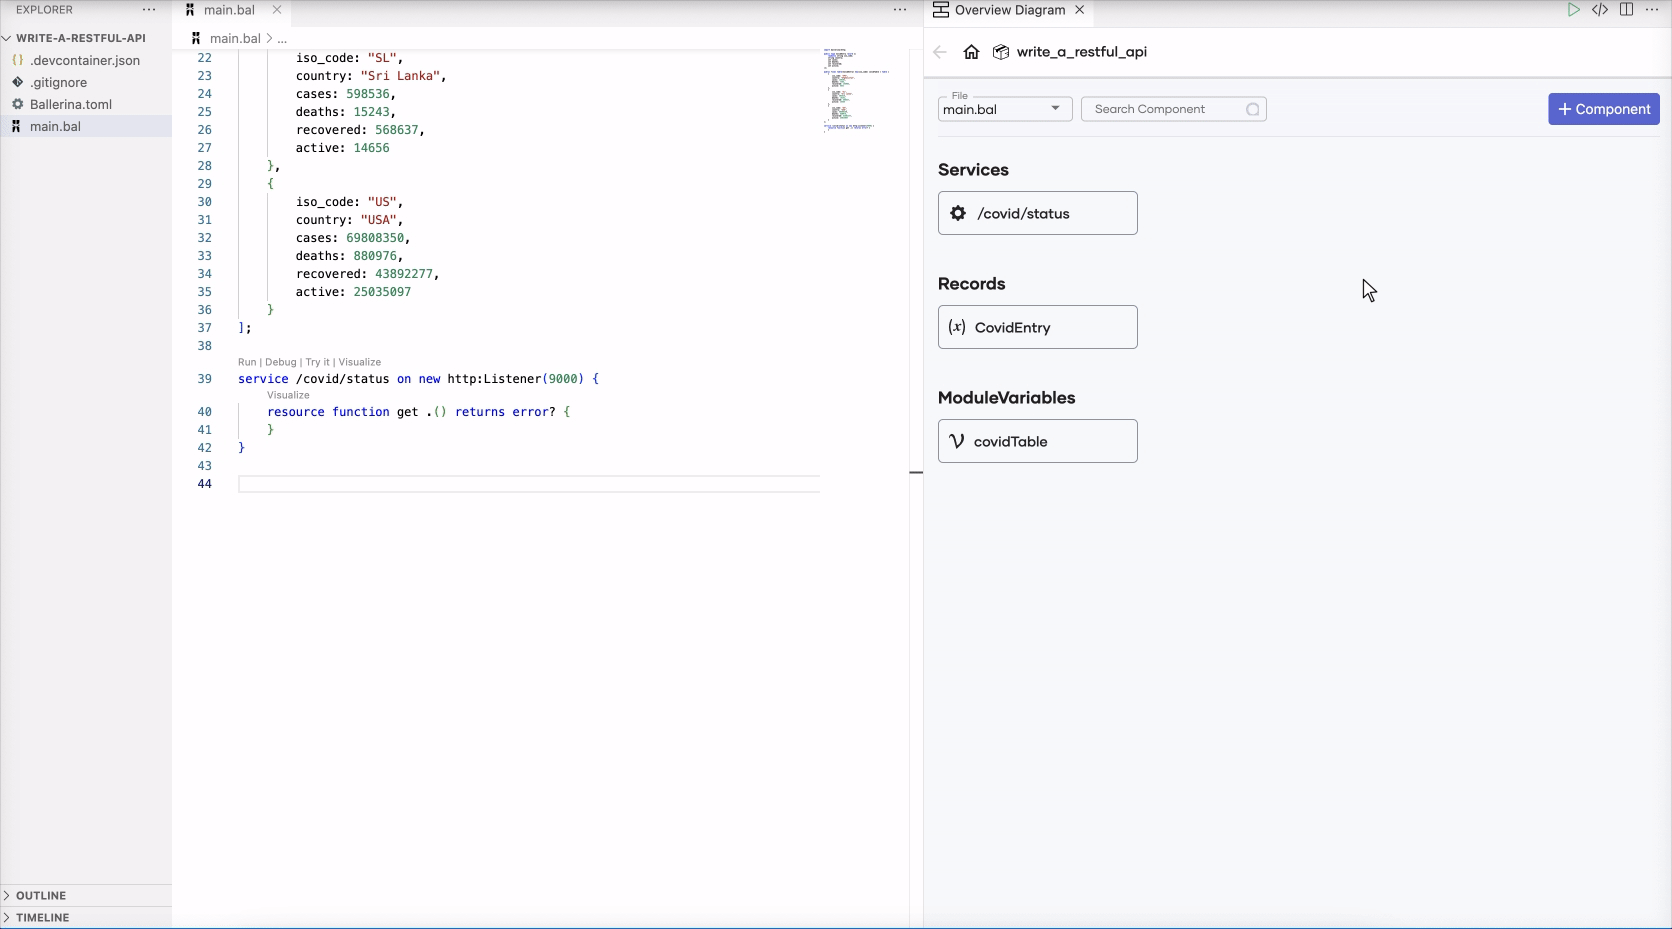 EXPLORER
WRITE-A-RESTFUL-API
.devcontainer.json
.gitignore
Ballerina.toml
main.bal
OUTLINE
TIMELINE
main.bal
main.bal > ...
22 iso_code: "SL",
23 country: "Sri Lanka",
24 cases: 598536,
25 deaths: 15243,
26 recovered: 568637,
27 active: 14656
28 },
29 {
30 iso_code: "US",
31 country: "USA",
32 cases: 69808350,
33 deaths: 880976,
34 recovered: 43892277,
35 active: 25035097
36 }
37 ];
38
Run | Debug | Try it | Visualize
39 service /covid/status on new http:Listener(9000) {
Visualize
40 resource function get .() returns error? {
41 }
42 }
43
44
Overview Diagram
write_a_restful_api
File
main.bal
Search Component
+ Component
Services
/covid/status
Records
(x) CovidEntry
ModuleVariables
covidTable